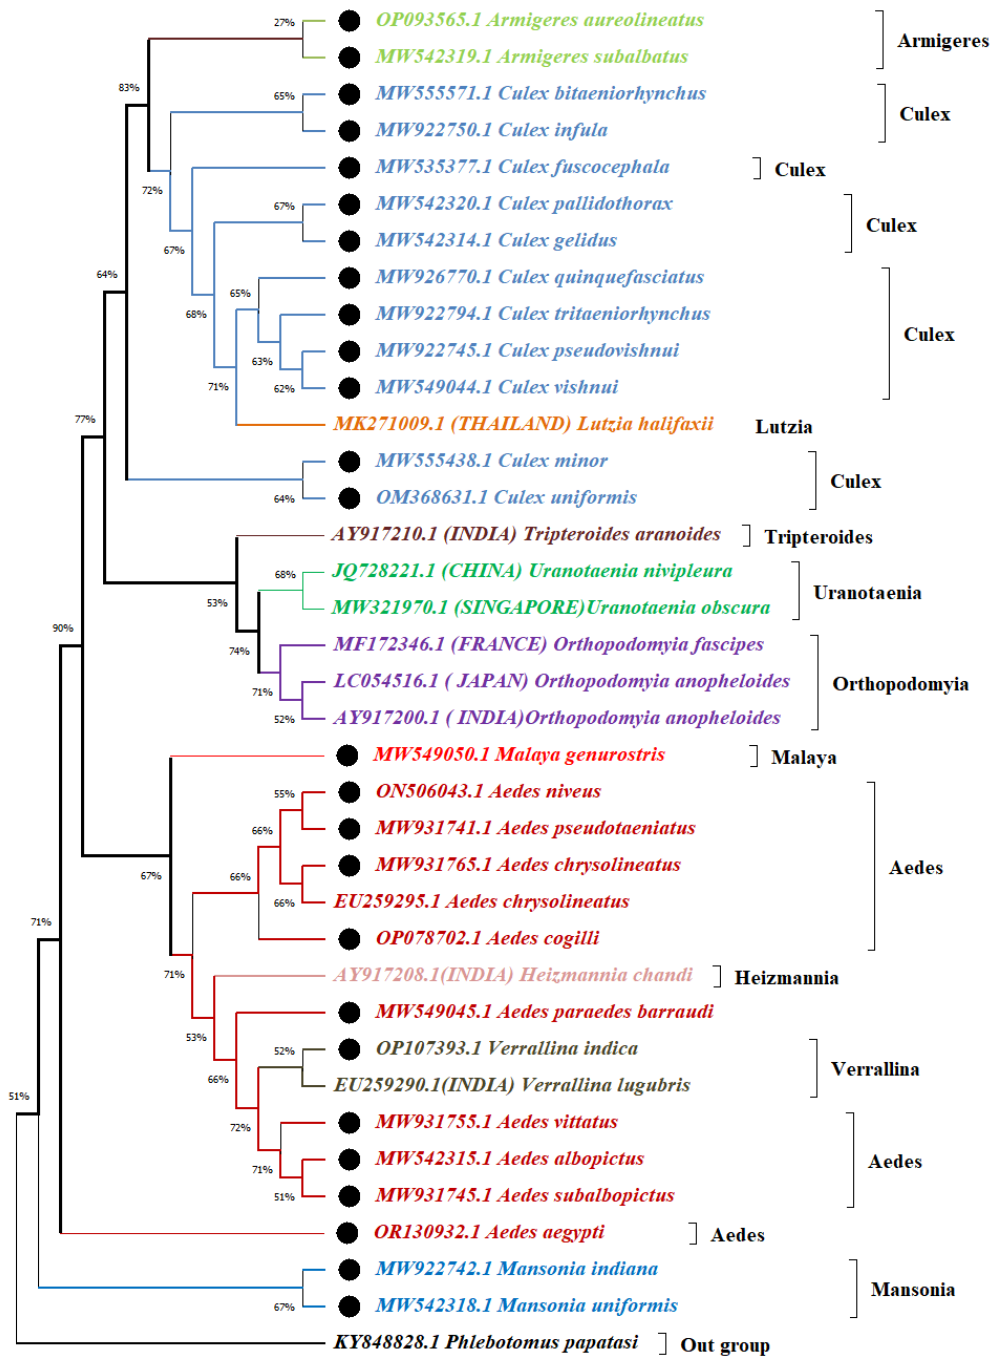 27%
OP093565.1 Armigeres aureolineatus
Armigeres
MW542319.1 Armigeres subalbatus
83%
65%
MW555571.1 Culex bitaeniorhynchus
Culex
MW922750.1 Culex infula
72%
MW535377.1 Culex fuscocephala
Culex
67%
67%
MW542320.1 Culex pallidothorax
Culex
MW542314.1 Culex gelidus
64%
68%
65%
MW926770.1 Culex quinquefasciatus
MW922794.1 Culex tritaeniorhynchus
Culex
63%
MW922745.1 Culex pseudovishnui
71%
62%
MW549044.1 Culex vishnui
MK271009.1 (THAILAND) Lutzia halifaxii
Lutzia
77%
MW555438.1 Culex minor
Culex
64%
OM368631.1 Culex uniformis
AY917210.1 (INDIA) Tripteroides aranoides
Tripteroides
53%
68%
JQ728221.1 (CHINA) Uranotaenia nivipleura
Uranotaenia
MW321970.1 (SINGAPORE)Uranotaenia obscura
90%
74%
MF172346.1 (FRANCE) Orthopodomyia fascipes
71%
LC054516.1 ( JAPAN) Orthopodomyia anopheloides
Orthopodomyia
52%
AY917200.1 ( INDIA)Orthopodomyia anopheloides
MW549050.1 Malaya genurostris
Malaya
55%
ON506043.1 Aedes niveus
66%
MW931741.1 Aedes pseudotaeniatus
67%
66%
MW931765.1 Aedes chrysolineatus
Aedes
66%
EU259295.1 Aedes chrysolineatus
71%
OP078702.1 Aedes cogilli
71%
AY917208.1(INDIA) Heizmannia chandi
Heizmannia
53%
MW549045.1 Aedes paraedes barraudi
52%
OP107393.1 Verrallina indica
Verrallina
66%
EU259290.1(INDIA) Verrallina lugubris
51%
72%
MW931755.1 Aedes vittatus
71%
MW542315.1 Aedes albopictus
Aedes
51%
MW931745.1 Aedes subalbopictus
OR130932.1 Aedes aegypti
Aedes
MW922742.1 Mansonia indiana
Mansonia
67%
MW542318.1 Mansonia uniformis
KY848828.1 Phlebotomus papatasi
Out group